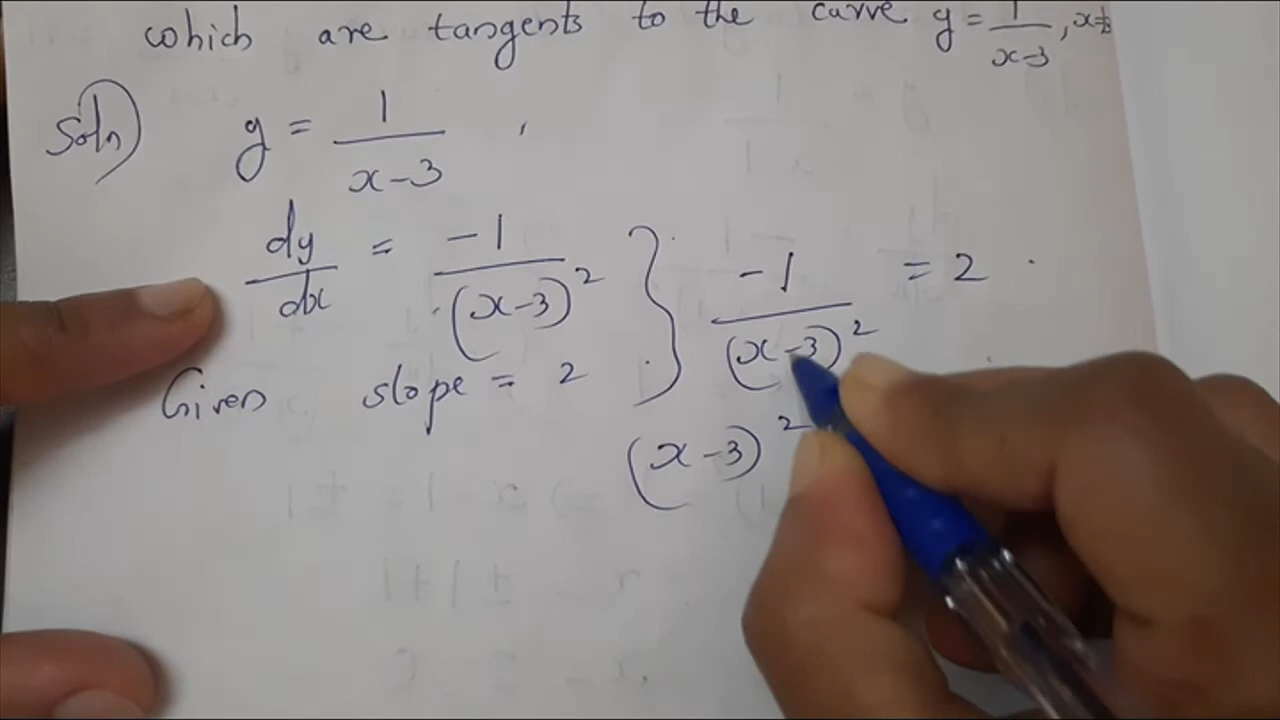 which are tangents to the curve y = 1/(x-3), x≠3
Soln) y = 1/(x-3) ,
dy/dx = -1/(x-3)² } -1/(x-3)² = 2
Given slope = 2
(x-3)²